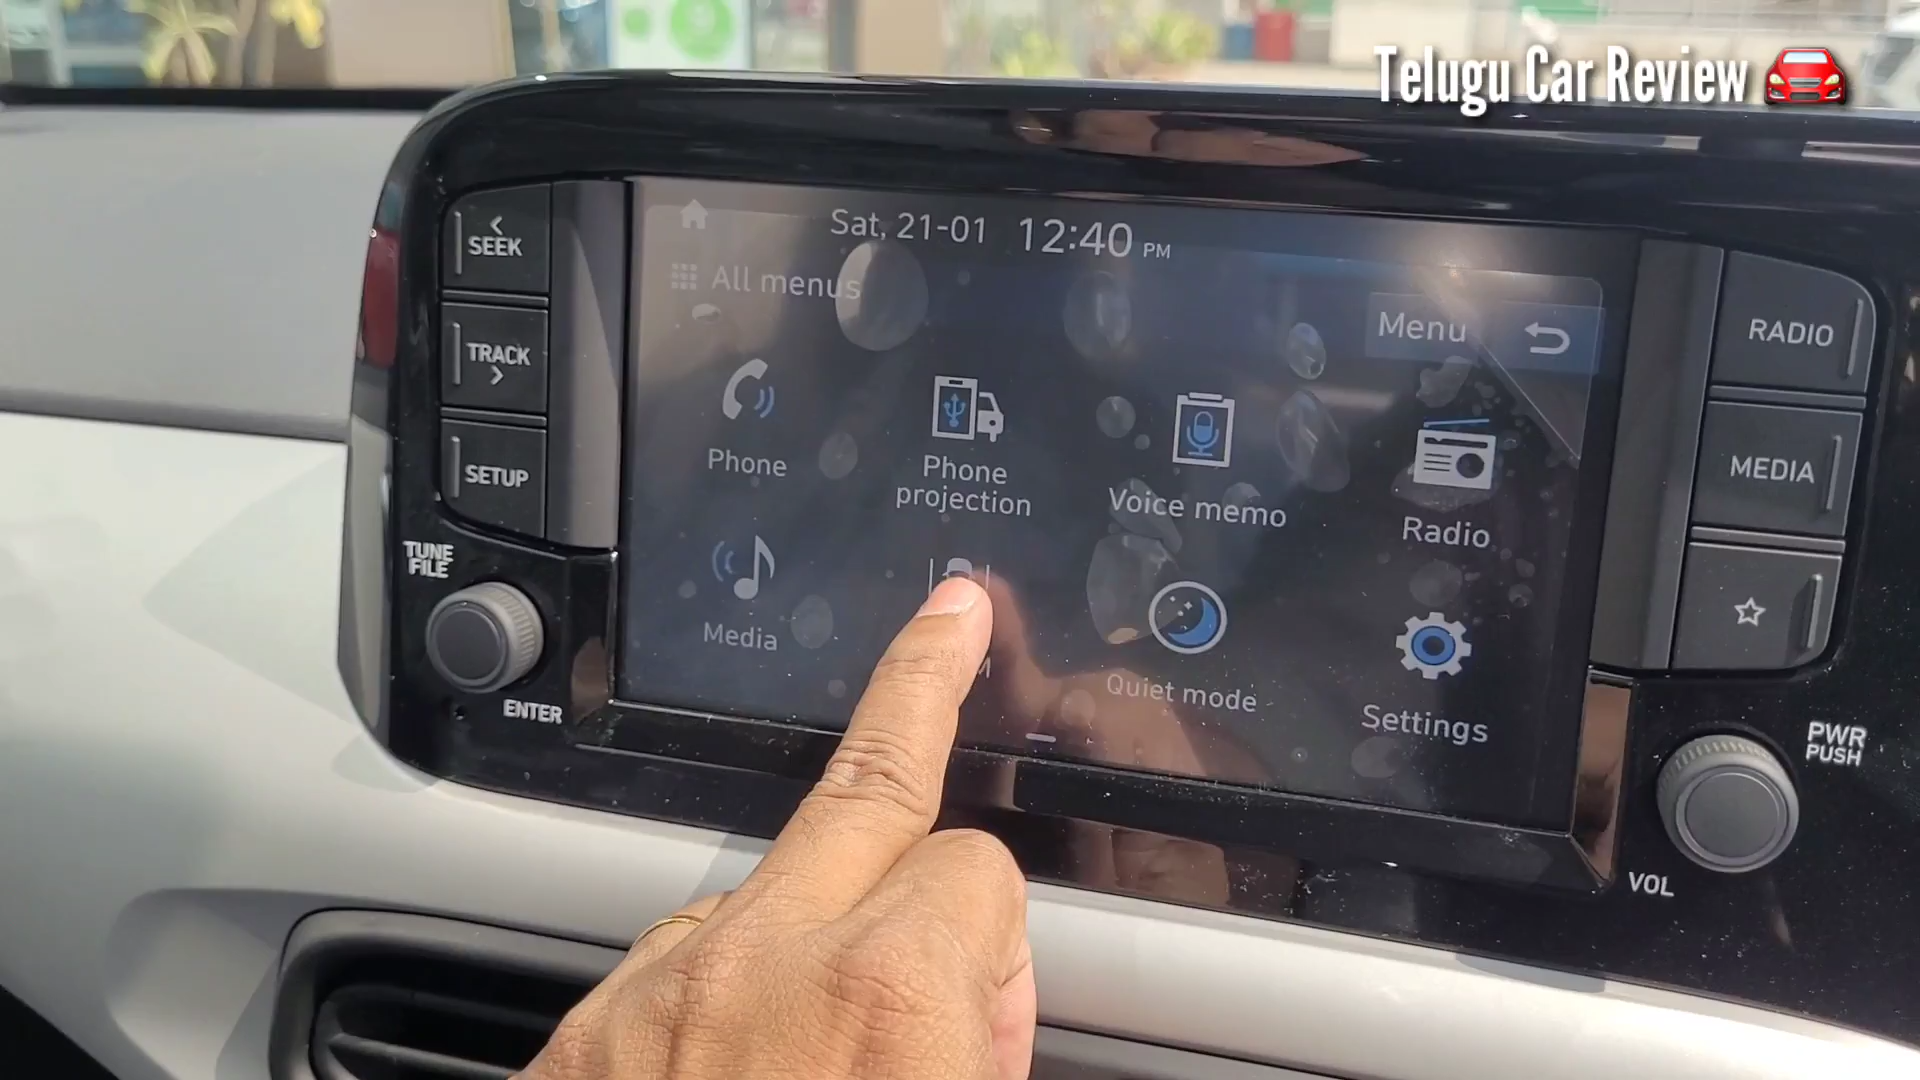 Telugu Car Review
SEEK
TRACK
SETUP
TUNE
FILE
ENTER
Sat, 21-01 12:40 PM
All menus
Menu
Phone
Phone
projection
Voice memo
Radio
Media
Quiet mode
Settings
RADIO
MEDIA
PWR
PUSH
VOL